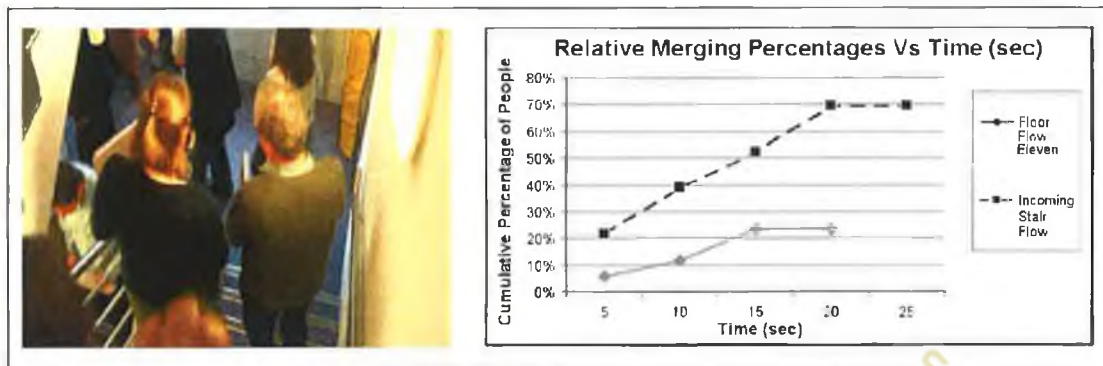 Relative Merging Percentages Vs Time (sec)
Cumulative Percentage of People
80%
70%
60%
50%
40%
30%
20%
10%
0%
5
10
15
20
25
Time (sec)
Floor
Flow
Eleven
Incoming
Stair
Flow